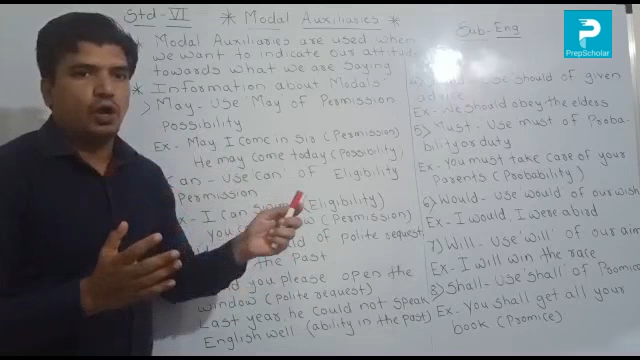 Std-VI * Modal Auxiliaries *
* Modal Auxiliaries are used when
we want to indicate our attitude
towards what we are saying
* Information about Modals
May - Use May of Permission
Possibility
Ex - May I come in sir (Permission)
He may come today (Possibility)
Can - Use 'Can' of Eligibility
Permission
Ex - I can (Eligibility)
(Permission)
of polite request
the Past
you please open the
window (Polite request)
Last year, he could not speak
English well (ability in the Past)
Sub-Eng
PrepScholar
Use should of given
advice
Ex - We should obey the elders
5) Must - Use must of Proba-
bility or duty
Ex - You must take care of your
Parents (Probability)
6) Would - Use would of our wish
Ex - I would, I were a bird
7) Will - Use 'will' of our aim
Ex - I will win the race
8) Shall - Use 'shall' of Promise
Ex - You shall get all your
book (Promice)